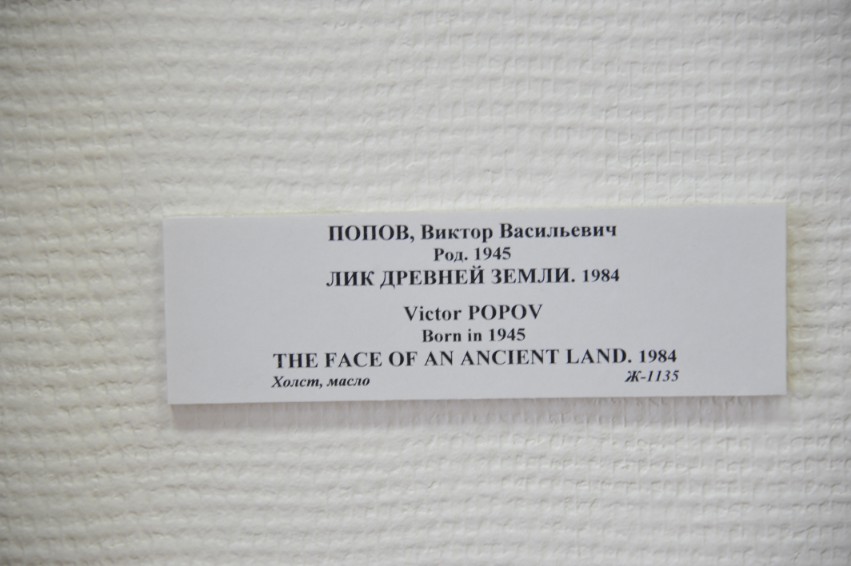 ПОПОВ, Виктор Васильевич
Род. 1945
ЛИК ДРЕВНЕЙ ЗЕМЛИ. 1984
Victor POPOV
Born in 1945
THE FACE OF AN ANCIENT LAND. 1984
Холст, масло Ж-1135